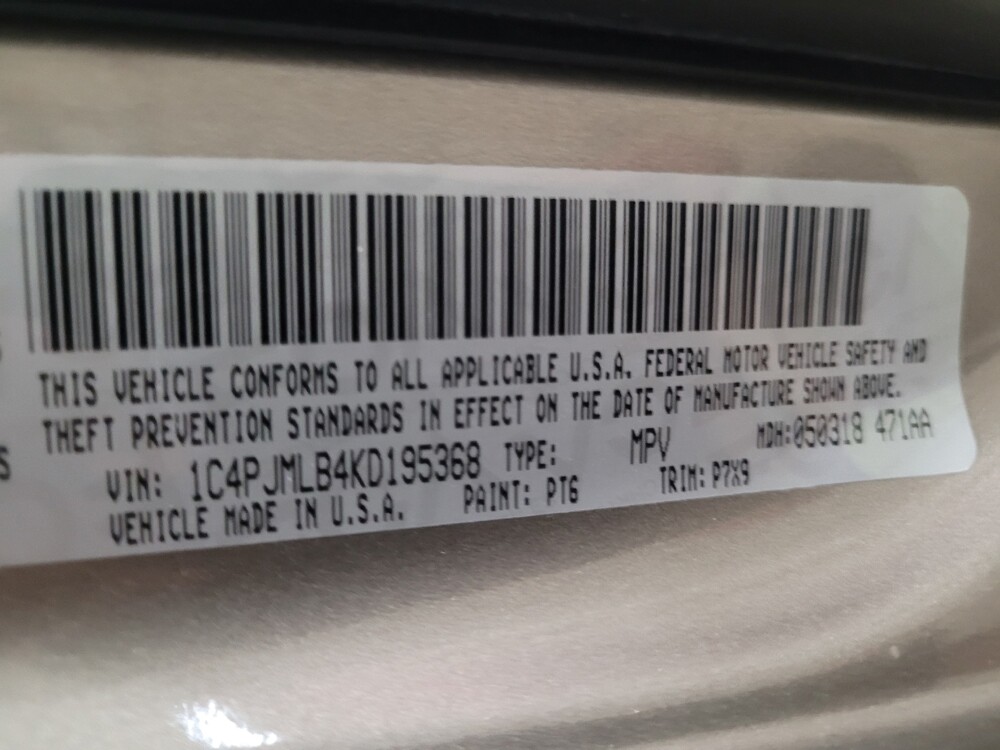 THIS VEHICLE CONFORMS TO ALL APPLICABLE U.S.A. FEDERAL MOTOR VEHICLE SAFETY AND
THEFT PREVENTION STANDARDS IN EFFECT ON THE DATE OF MANUFACTURE SHOWN ABOVE.
VIN: 1C4PJMLB4KD195368 TYPE: MPV MDH:050318 471AA
VEHICLE MADE IN U.S.A. PAINT: PT6 TRIM: P7X9